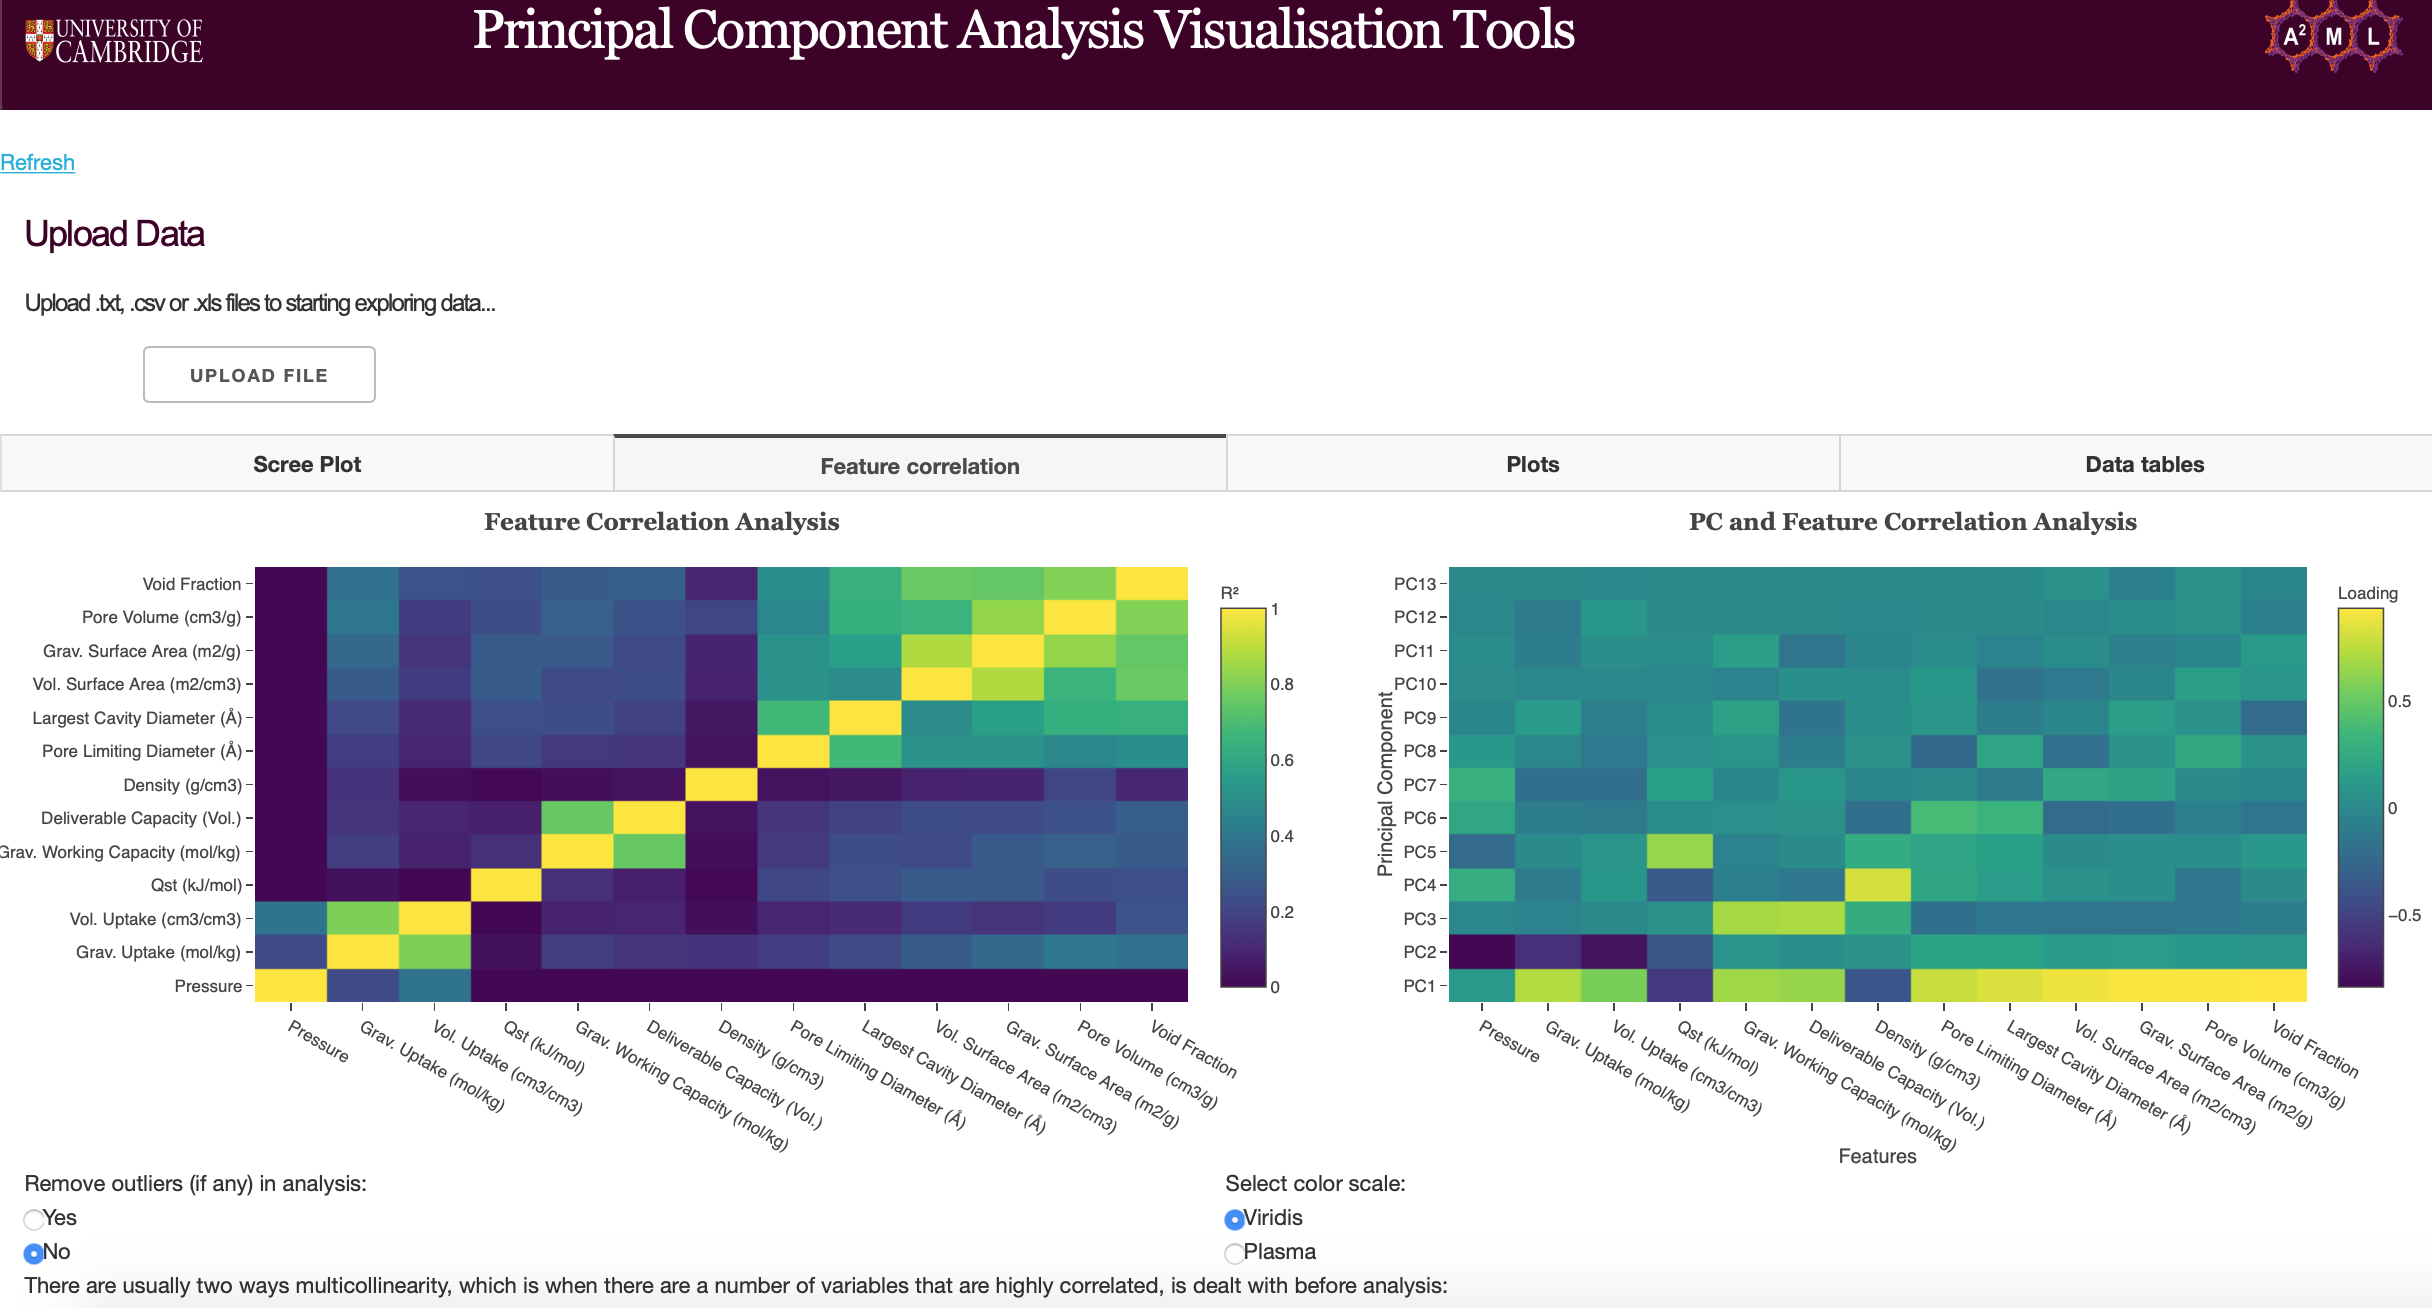 UNIVERSITY OF
CAMBRIDGE
Principal Component Analysis Visualisation Tools
A² M L
Refresh
Upload Data
Upload .txt, .csv or .xls files to starting exploring data...
UPLOAD FILE
Scree Plot
Feature correlation
Plots
Data tables
Feature Correlation Analysis
Void Fraction
Pore Volume (cm3/g)
Grav. Surface Area (m2/g)
Vol. Surface Area (m2/cm3)
Largest Cavity Diameter (Å)
Pore Limiting Diameter (Å)
Density (g/cm3)
Deliverable Capacity (Vol.)
Grav. Working Capacity (mol/kg)
Qst (kJ/mol)
Vol. Uptake (cm3/cm3)
Grav. Uptake (mol/kg)
Pressure
Pressure
Grav. Uptake (mol/kg)
Vol. Uptake (cm3/cm3)
Qst (kJ/mol)
Grav. Working Capacity (mol/kg)
Deliverable Capacity (Vol.)
Density (g/cm3)
Pore Limiting Diameter (Å)
Largest Cavity Diameter (Å)
Vol. Surface Area (m2/cm3)
Grav. Surface Area (m2/g)
Pore Volume (cm3/g)
Void Fraction
R²
1
0.8
0.6
0.4
0.2
0
PC and Feature Correlation Analysis
Principal Component
PC13
PC12
PC11
PC10
PC9
PC8
PC7
PC6
PC5
PC4
PC3
PC2
PC1
Pressure
Grav. Uptake (mol/kg)
Vol. Uptake (cm3/cm3)
Qst (kJ/mol)
Grav. Working Capacity (mol/kg)
Deliverable Capacity (Vol.)
Density (g/cm3)
Pore Limiting Diameter (Å)
Largest Cavity Diameter (Å)
Vol. Surface Area (m2/cm3)
Grav. Surface Area (m2/g)
Pore Volume (cm3/g)
Void Fraction
Features
Loading
0.5
0
−0.5
Remove outliers (if any) in analysis:
Yes
No
Select color scale:
Viridis
Plasma
There are usually two ways multicollinearity, which is when there are a number of variables that are highly correlated, is dealt with before analysis: